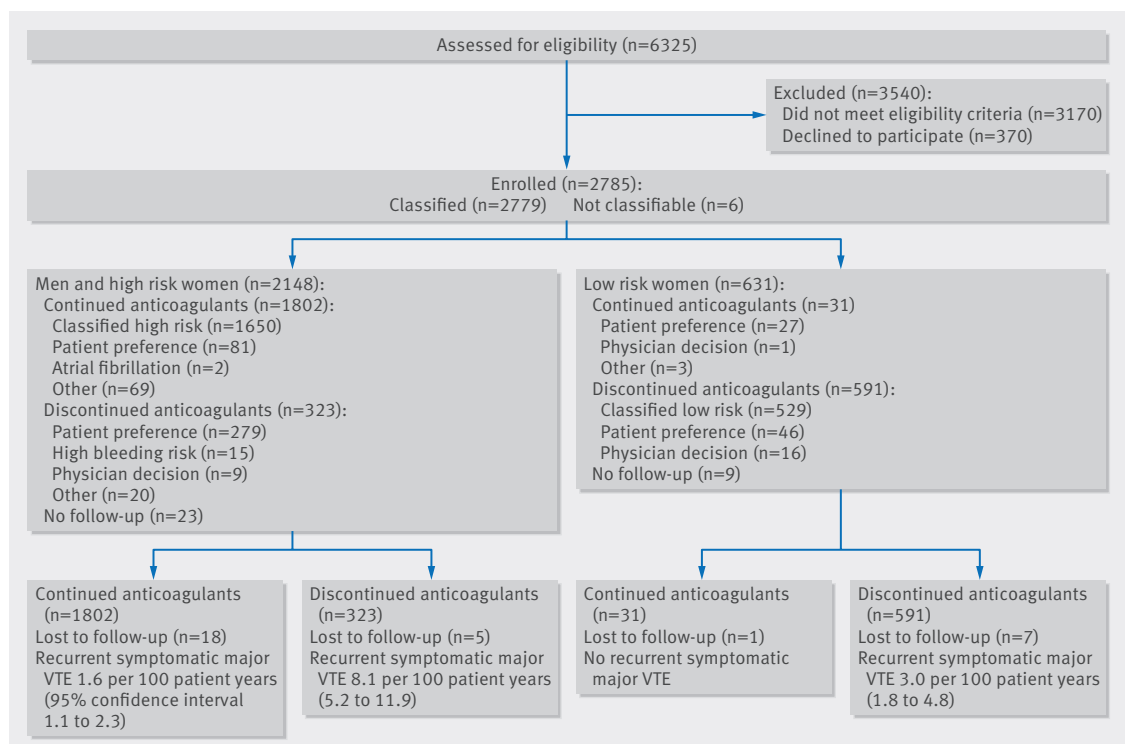 Assessed for eligibility (n=6325)
Excluded (n=3540):
Did not meet eligibility criteria (n=3170)
Declined to participate (n=370)
Enrolled (n=2785):
Classified (n=2779) Not classifiable (n=6)
Men and high risk women (n=2148):
Continued anticoagulants (n=1802):
Classified high risk (n=1650)
Patient preference (n=81)
Atrial fibrillation (n=2)
Other (n=69)
Discontinued anticoagulants (n=323):
Patient preference (n=279)
High bleeding risk (n=15)
Physician decision (n=9)
Other (n=20)
No follow-up (n=23)
Low risk women (n=631):
Continued anticoagulants (n=31)
Patient preference (n=27)
Physician decision (n=1)
Other (n=3)
Discontinued anticoagulants (n=591):
Classified low risk (n=529)
Patient preference (n=46)
Physician decision (n=16)
No follow-up (n=9)
Continued anticoagulants
(n=1802)
Lost to follow-up (n=18)
Recurrent symptomatic major
VTE 1.6 per 100 patient years
(95% confidence interval
1.1 to 2.3)
Discontinued anticoagulants
(n=323)
Lost to follow-up (n=5)
Recurrent symptomatic major
VTE 8.1 per 100 patient years
(5.2 to 11.9)
Continued anticoagulants
(n=31)
Lost to follow-up (n=1)
No recurrent symptomatic
major VTE
Discontinued anticoagulants
(n=591)
Lost to follow-up (n=7)
Recurrent symptomatic major
VTE 3.0 per 100 patient years
(1.8 to 4.8)